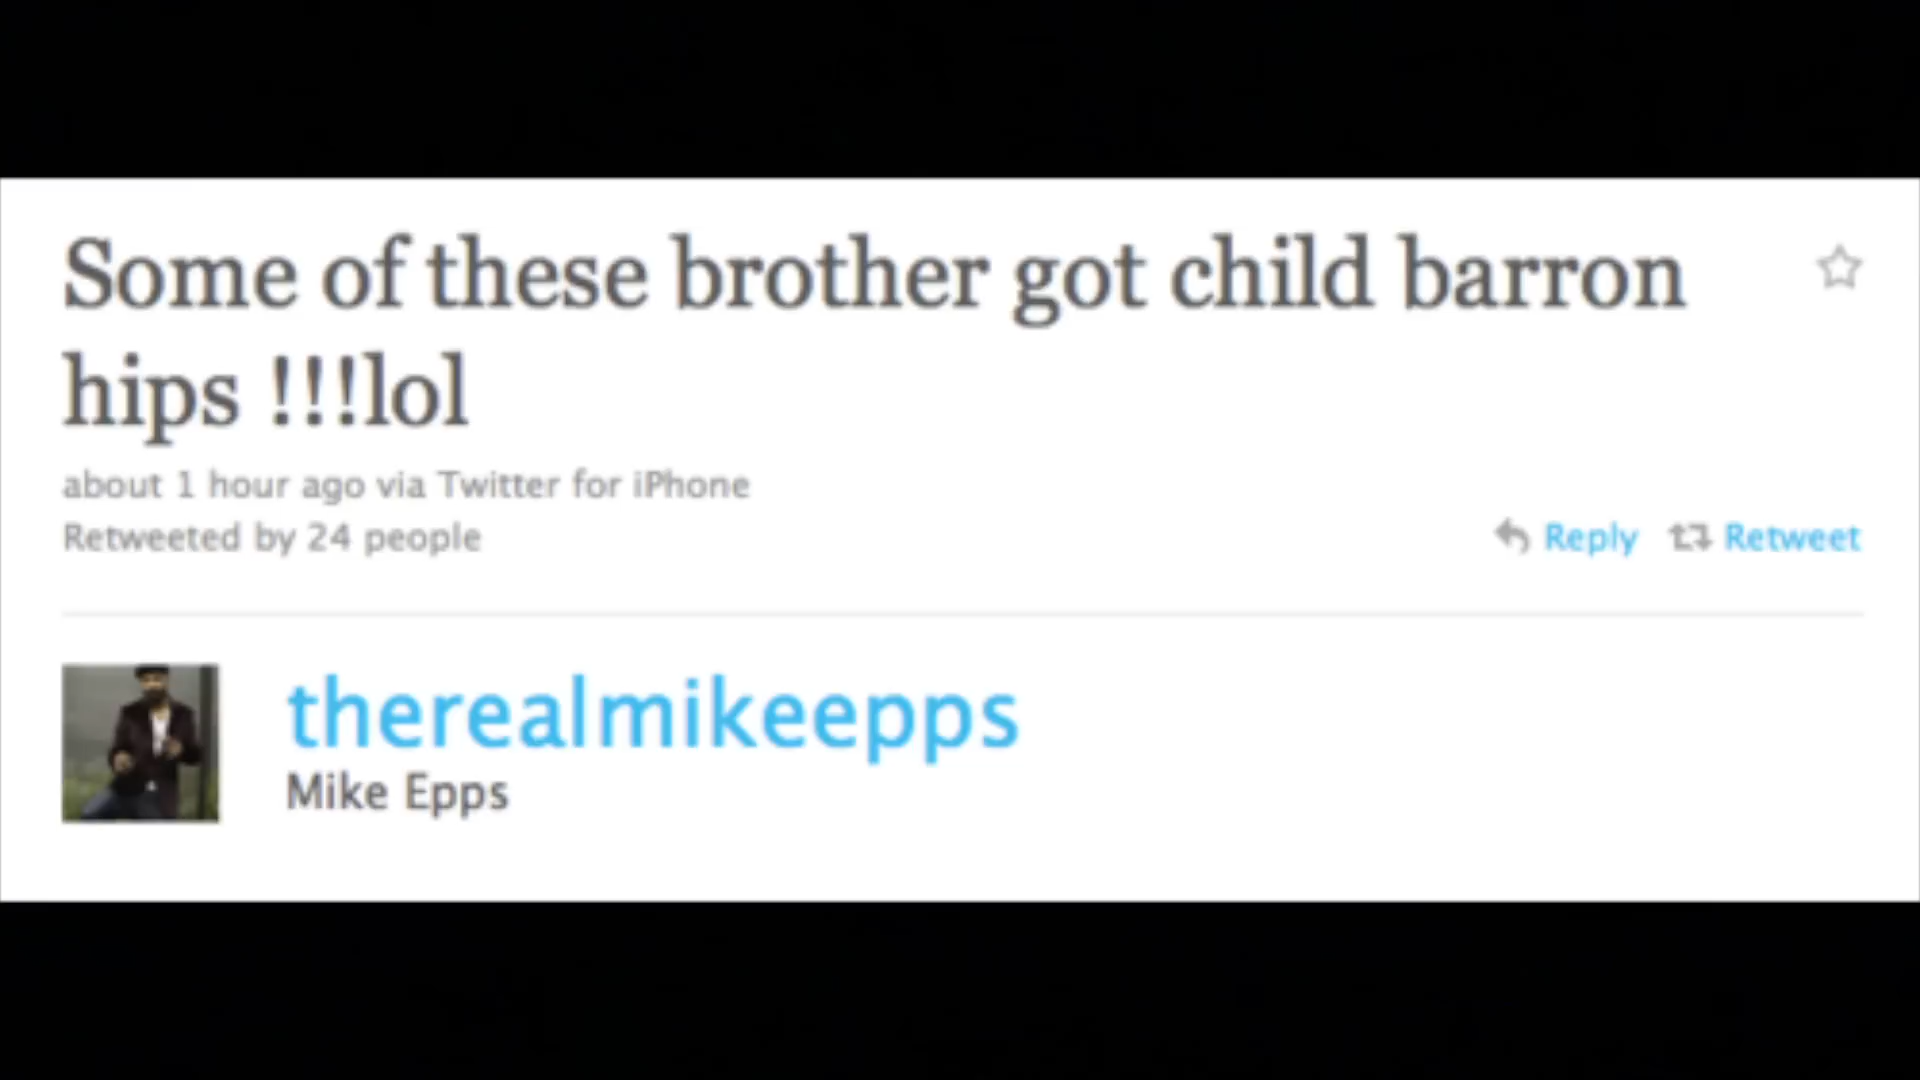 Some of these brother got child barron
hips !!!lol
about 1 hour ago via Twitter for iPhone
Retweeted by 24 people
Reply Retweet
therealmikeepps
Mike Epps